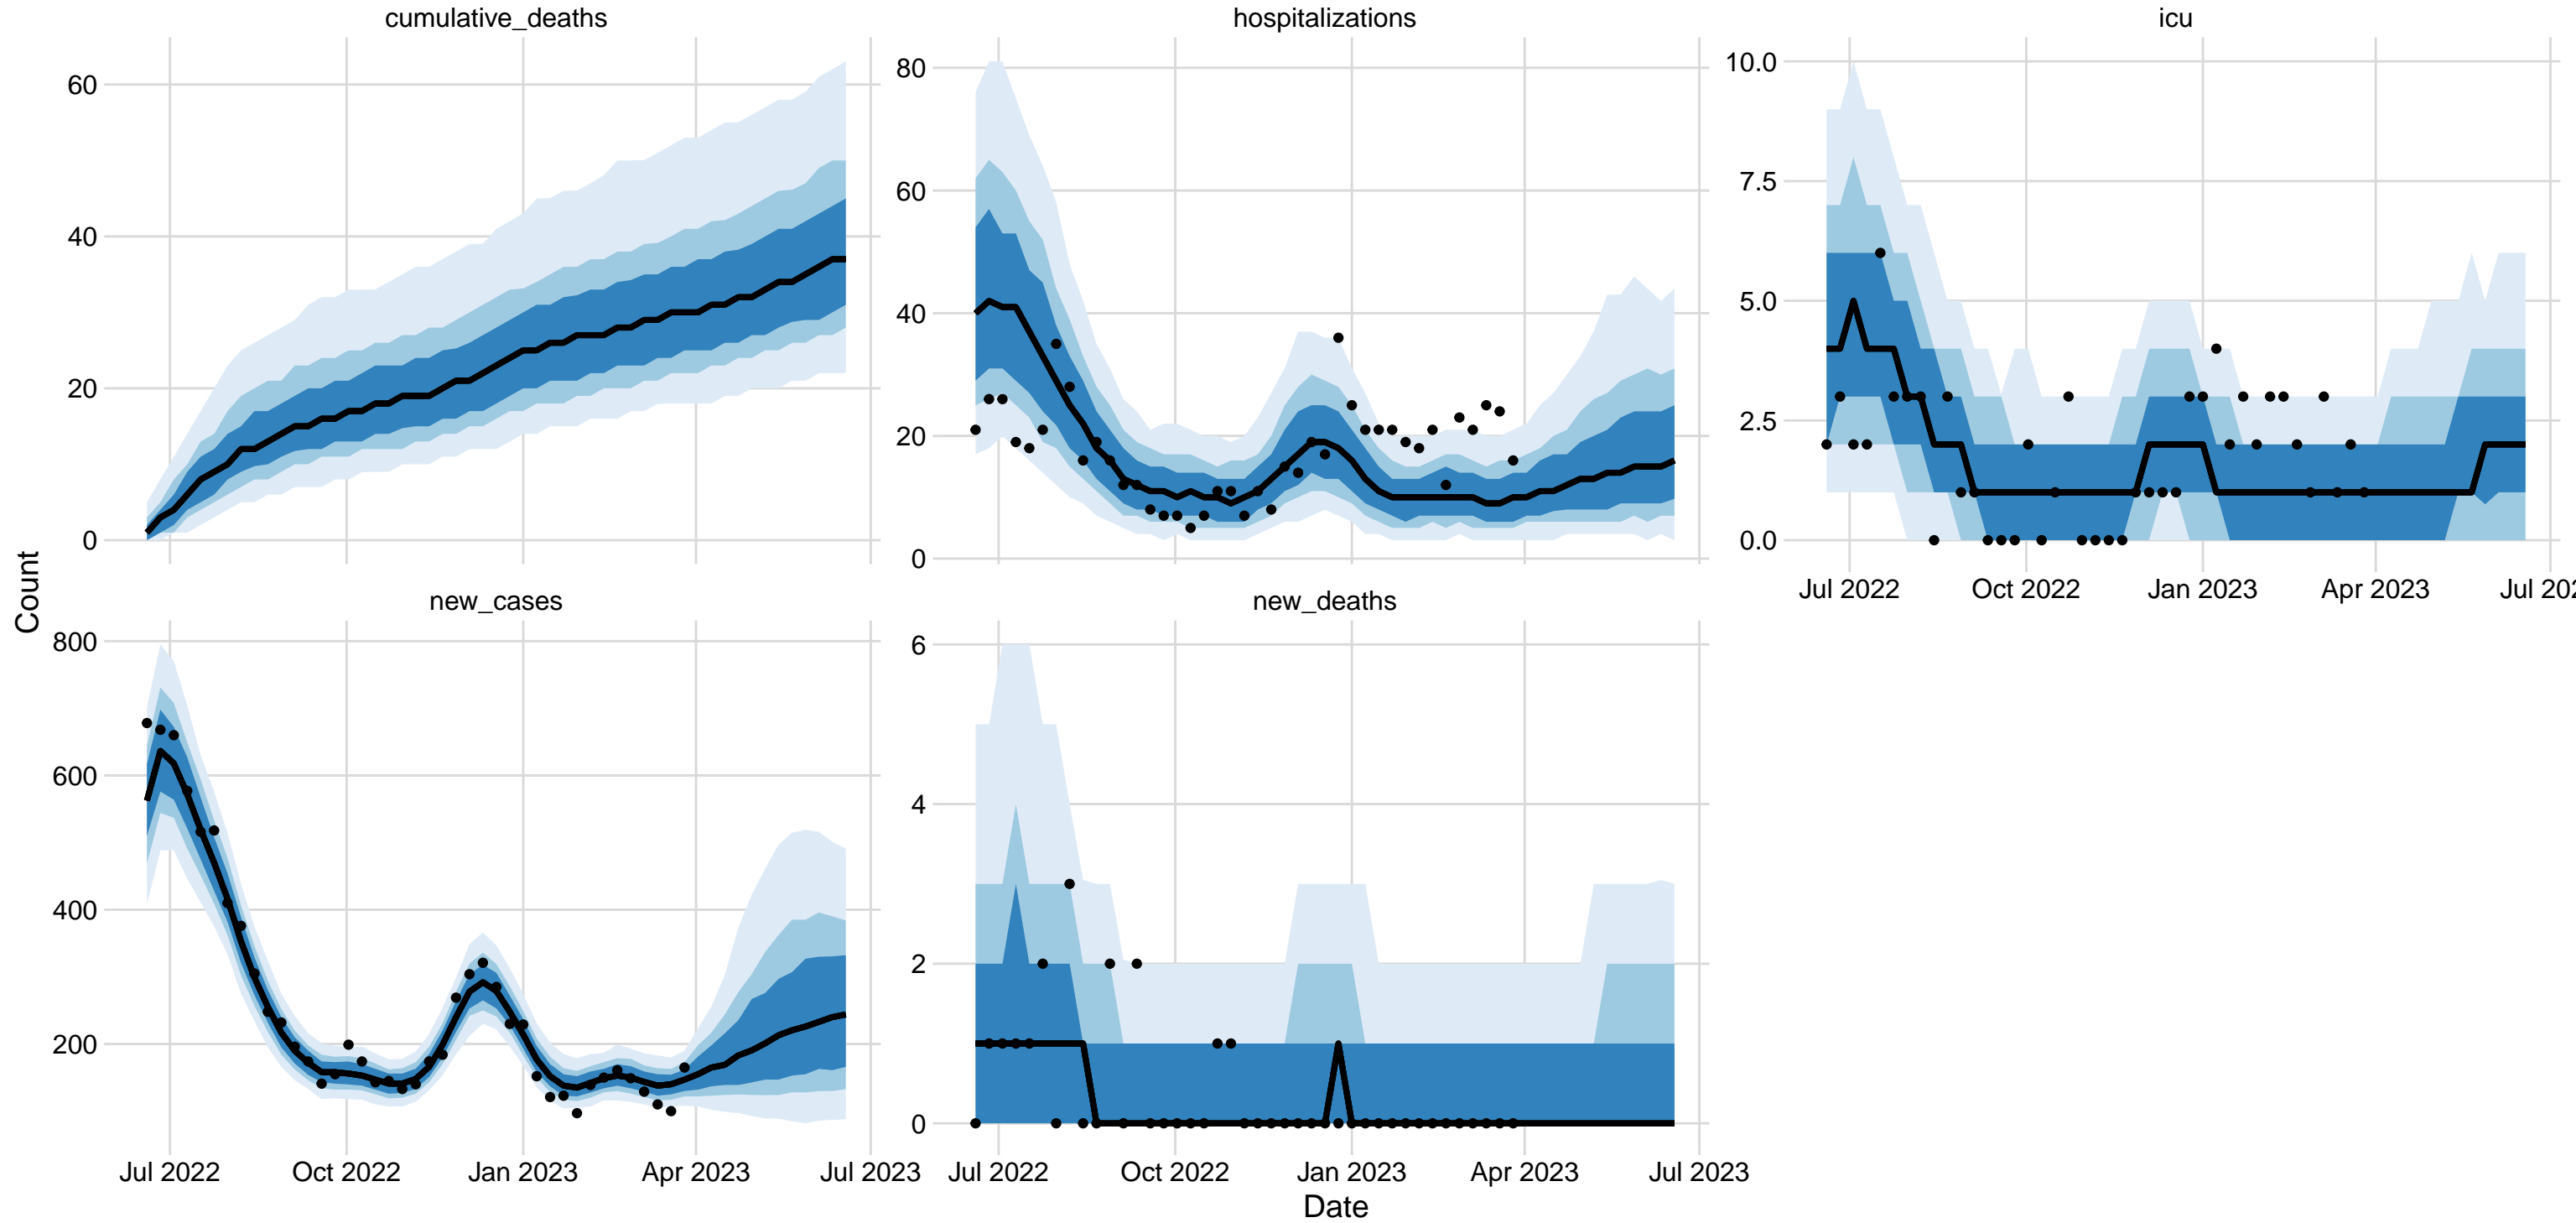 cumulative_deaths
hospitalizations
icu
60
40
20
0
80
60
40
20
0
10.0
7.5
5.0
2.5
0.0
Jul 2022 Oct 2022 Jan 2023 Apr 2023 Jul 202
Count
new_cases
new_deaths
800
600
400
200
6
4
2
0
Jul 2022 Oct 2022 Jan 2023 Apr 2023 Jul 2023
Jul 2022 Oct 2022 Jan 2023 Apr 2023 Jul 2023
Date